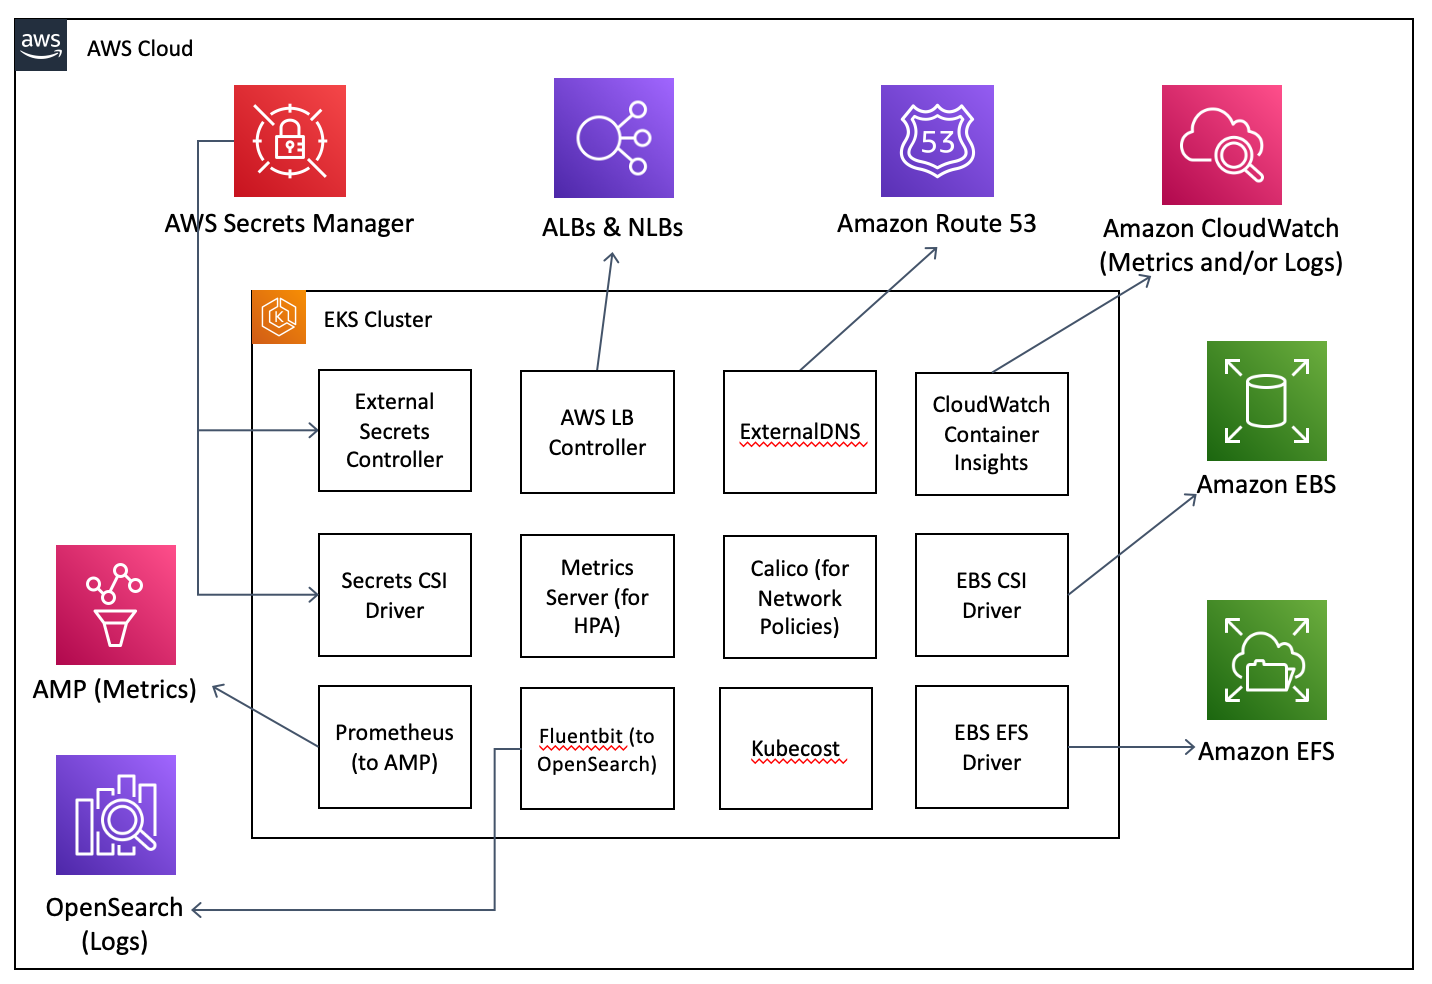 aws
AWS Cloud
53
AWS Secrets Manager
ALBs & NLBs
Amazon Route 53
Amazon CloudWatch
(Metrics and/or Logs)
K
EKS Cluster
External
Secrets
Controller
AWS LB
Controller
ExternalDNS
CloudWatch
Container
Insights
Amazon EBS
Secrets CSI
Driver
Metrics
Server (for
HPA)
Calico (for
Network
Policies)
EBS CSI
Driver
AMP (Metrics)
Prometheus
(to AMP)
Fluentbit (to
OpenSearch)
Kubecost
EBS EFS
Driver
Amazon EFS
OpenSearch
(Logs)